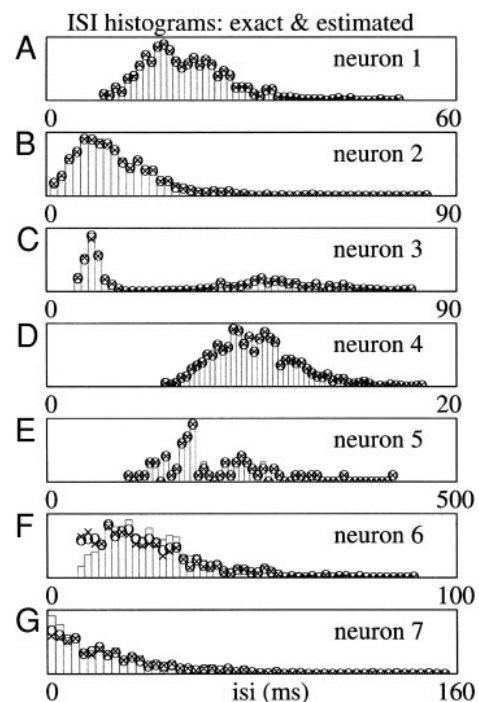 ISI histograms: exact & estimated
A
neuron 1
0 60
B
neuron 2
0 90
C
neuron 3
0 90
D
neuron 4
0 20
E
neuron 5
0 500
F
neuron 6
0 100
G
neuron 7
0 isi (ms) 160